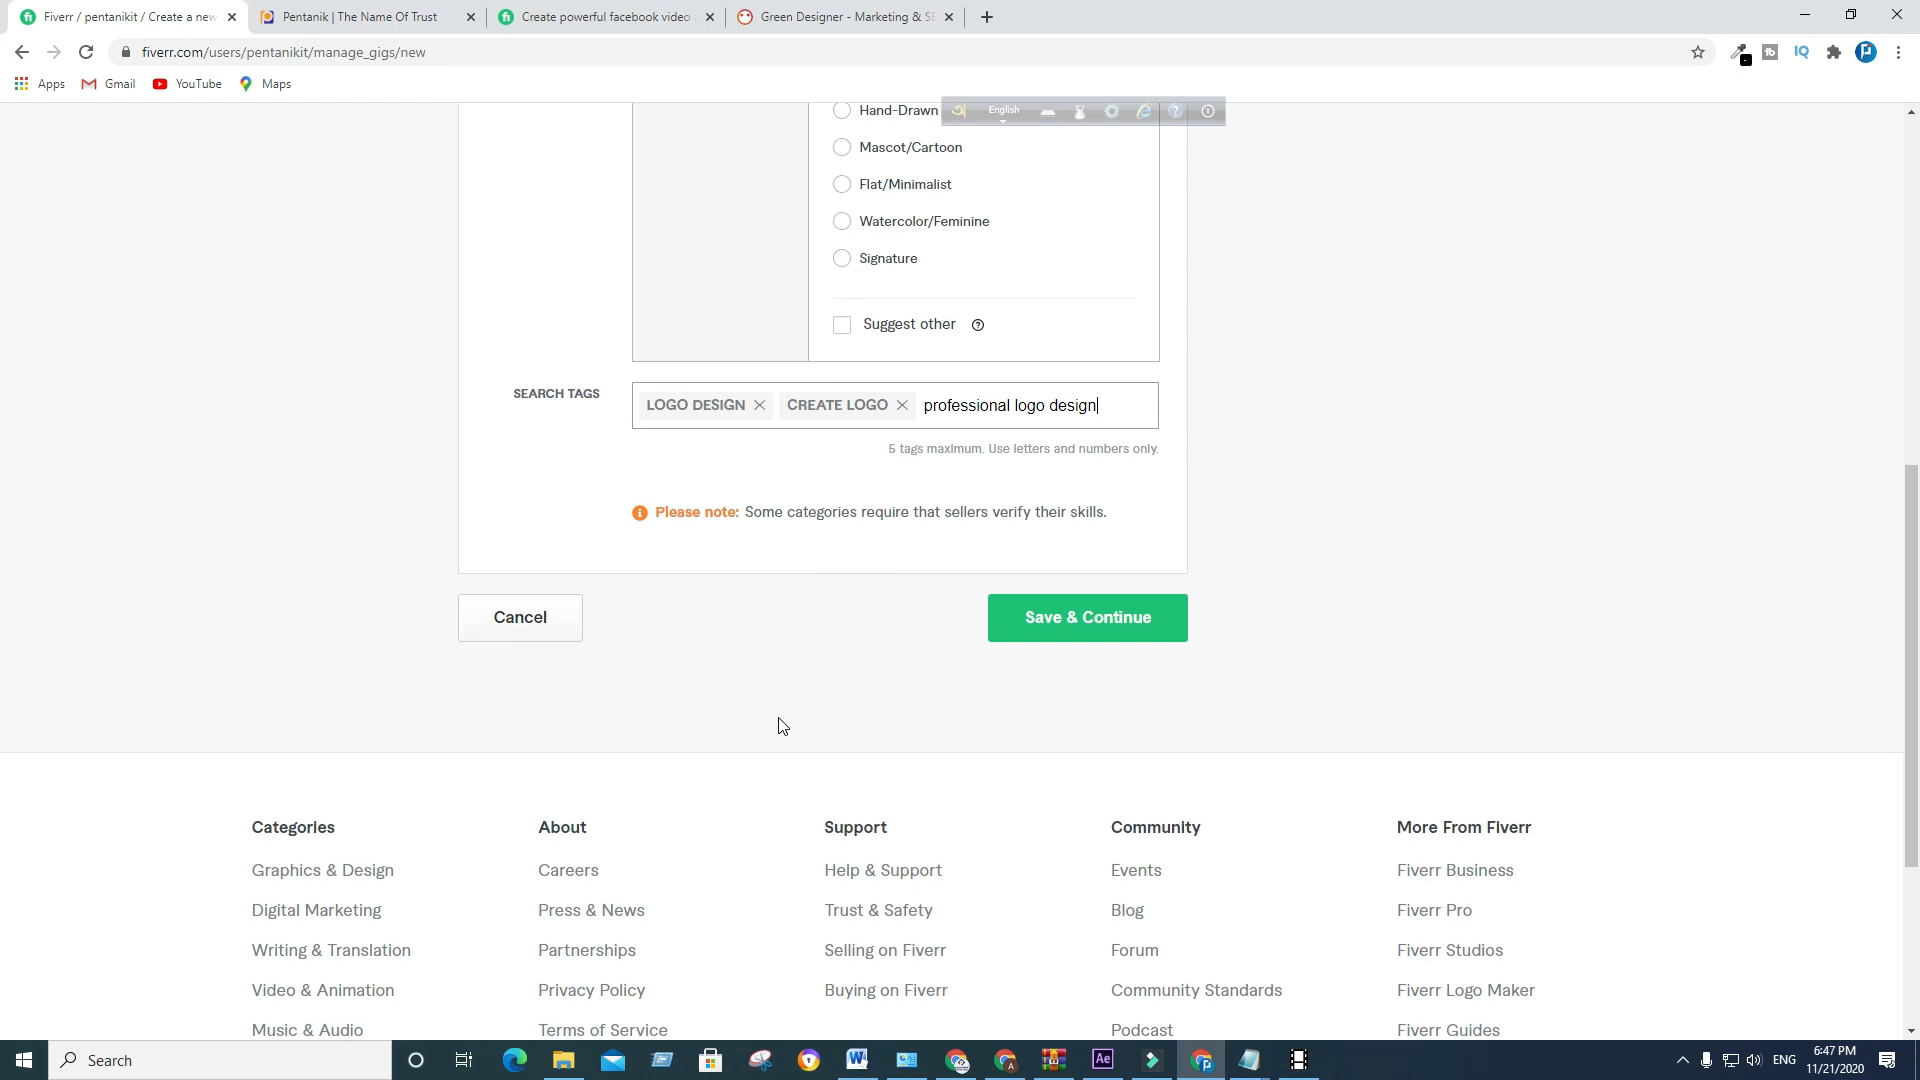 Fiverr / pentanikit / Create a new
Pentanik | The Name Of Trust
Create powerful facebook video
Green Designer - Marketing & SE
fiverr.com/users/pentanikit/manage_gigs/new
Apps
Gmail
YouTube
Maps
Hand-Drawn
English
Mascot/Cartoon
Flat/Minimalist
Watercolor/Feminine
Signature
Suggest other
SEARCH TAGS
LOGO DESIGN
CREATE LOGO
professional logo design
5 tags maximum. Use letters and numbers only.
Please note: Some categories require that sellers verify their skills.
Cancel
Save & Continue
Categories
About
Support
Community
More From Fiverr
Graphics & Design
Careers
Help & Support
Events
Fiverr Business
Digital Marketing
Press & News
Trust & Safety
Blog
Fiverr Pro
Writing & Translation
Partnerships
Selling on Fiverr
Forum
Fiverr Studios
Video & Animation
Privacy Policy
Buying on Fiverr
Community Standards
Fiverr Logo Maker
Music & Audio
Terms of Service
Podcast
Fiverr Guides
Search
ENG
6:47 PM
11/21/2020